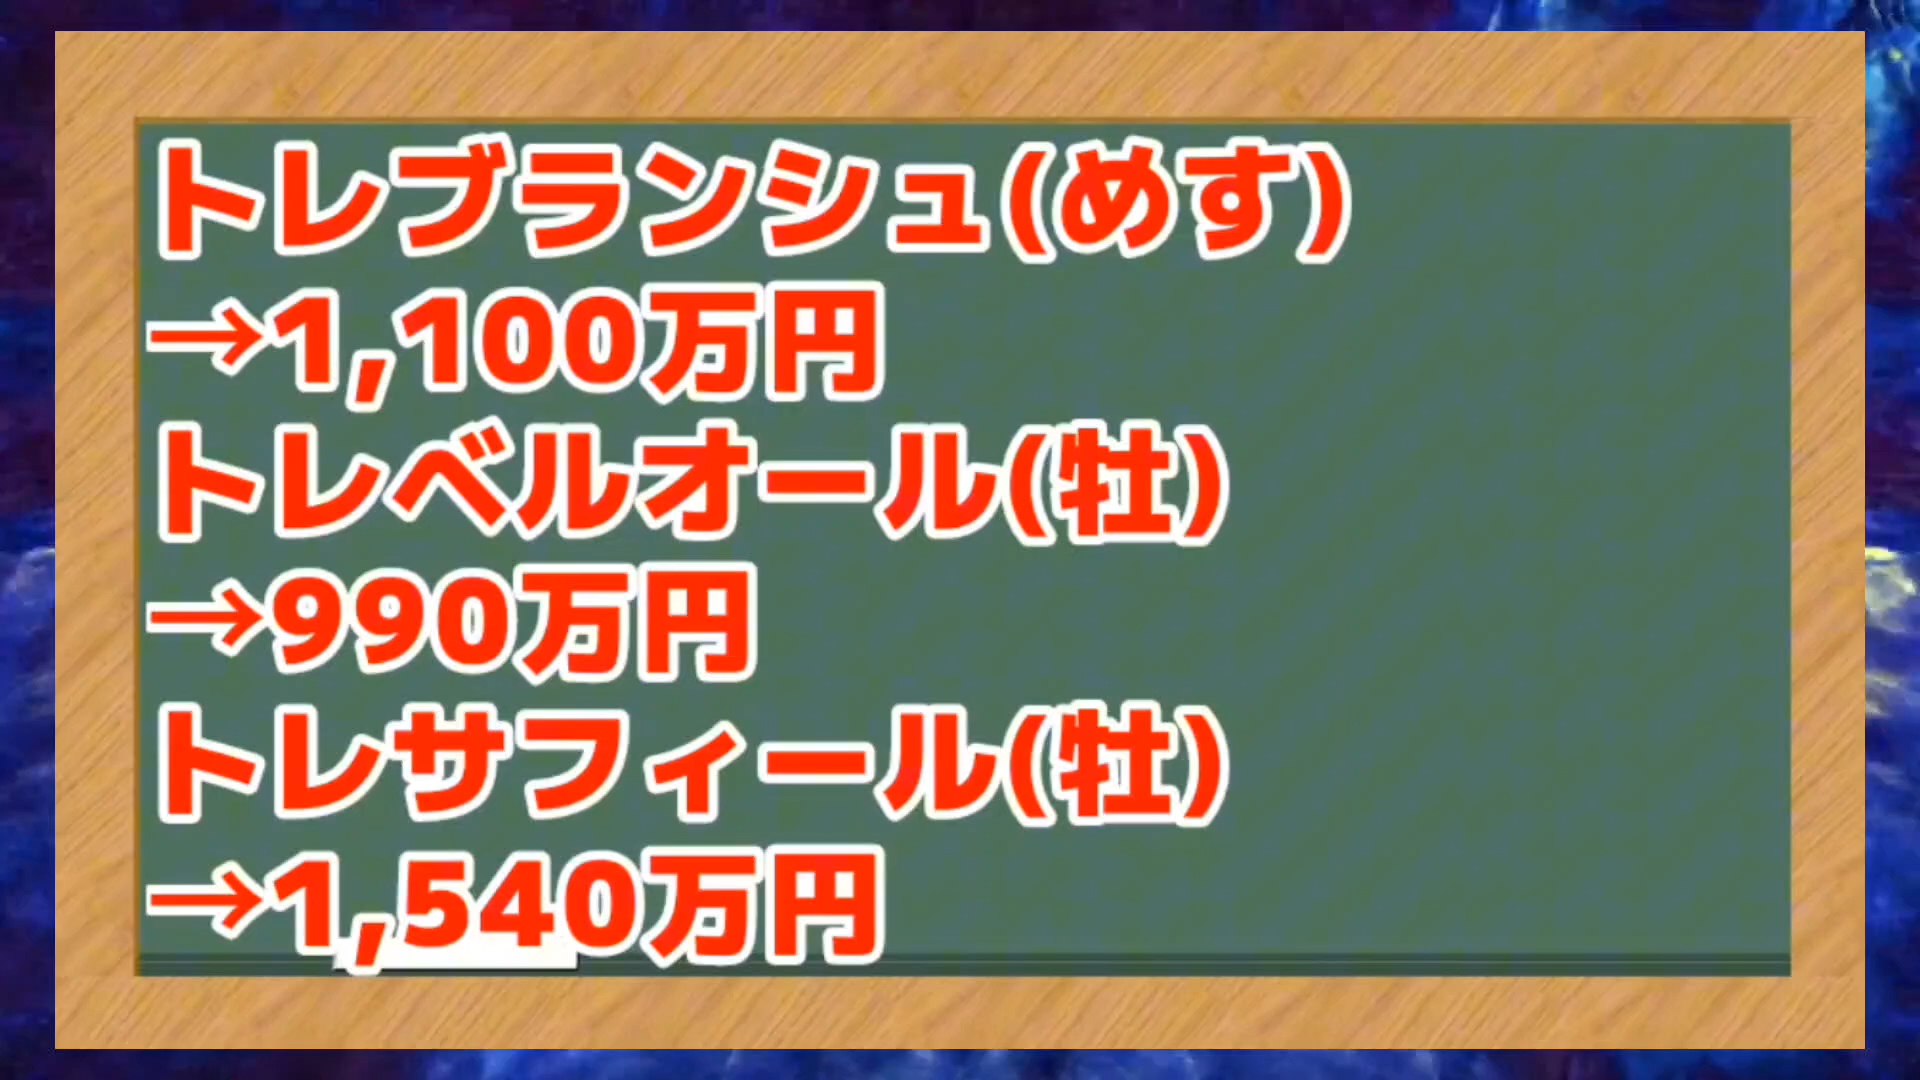 トレブランシュ(めす)
→1,100万円
トレベルオール(牡)
→990万円
トレサフィール(牡)
→1,540万円